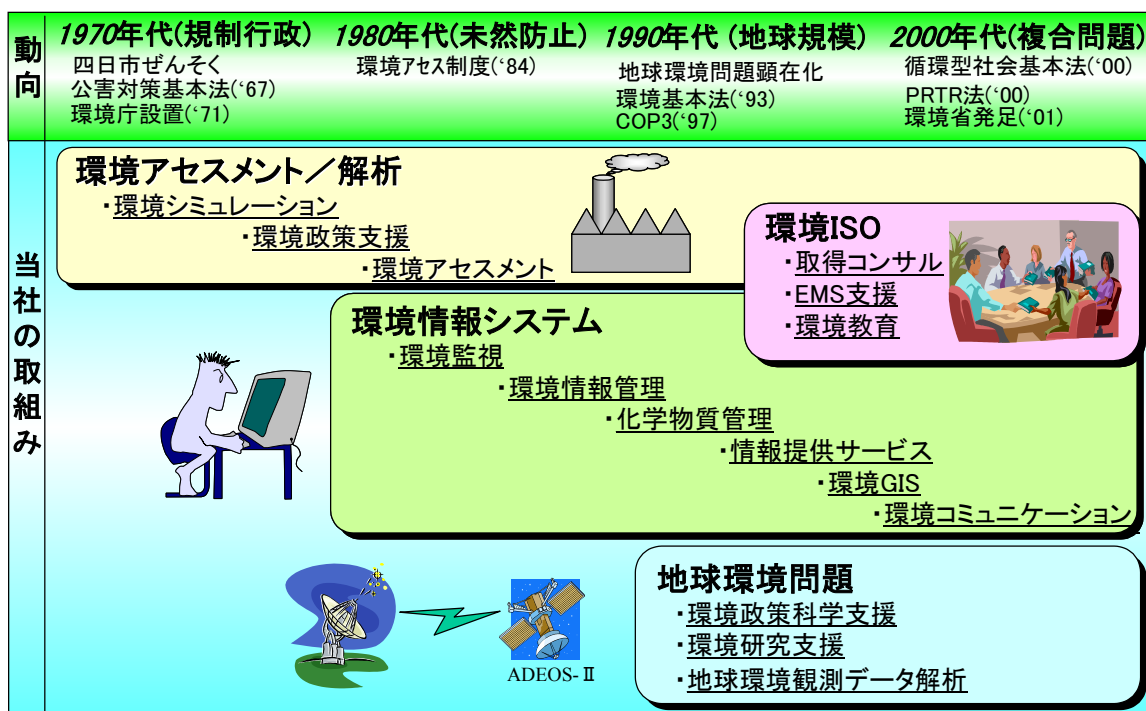 動向
1970年代(規制行政)
四日市ぜんそく
公害対策基本法(‘67)
環境庁設置(‘71)
1980年代(未然防止)
環境アセス制度(‘84)
1990年代 (地球規模)
地球環境問題顕在化
環境基本法(‘93)
COP3(‘97)
2000年代(複合問題)
循環型社会基本法(‘00)
PRTR法(‘00)
環境省発足(‘01)
当社の取組み
環境アセスメント／解析
・環境シミュレーション
・環境政策支援
・環境アセスメント
環境ISO
・取得コンサル
・EMS支援
・環境教育
環境情報システム
・環境監視
・環境情報管理
・化学物質管理
・情報提供サービス
・環境GIS
・環境コミュニケーション
地球環境問題
・環境政策科学支援
・環境研究支援
・地球環境観測データ解析
ADEOS-Ⅱ